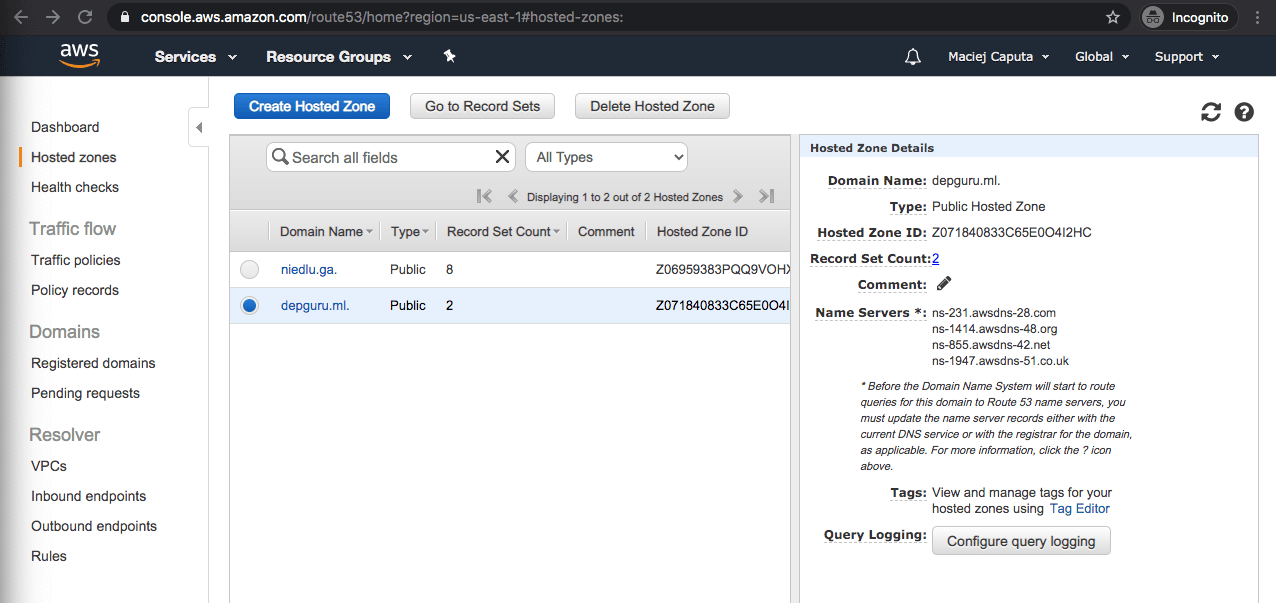 console.aws.amazon.com/route53/home?region=us-east-1#hosted-zones:
Incognito
aws
Services
Resource Groups
Maciej Caputa
Global
Support
Dashboard
Hosted zones
Health checks
Traffic flow
Traffic policies
Policy records
Domains
Registered domains
Pending requests
Resolver
VPCs
Inbound endpoints
Outbound endpoints
Rules
Create Hosted Zone
Go to Record Sets
Delete Hosted Zone
Search all fields
All Types
Displaying 1 to 2 out of 2 Hosted Zones
Domain Name Type Record Set Count Comment Hosted Zone ID
niedlu.ga. Public 8 Z06959383PQQ9VOHX
depguru.ml. Public 2 Z071840833C65E0O4I
Hosted Zone Details
Domain Name: depguru.ml.
Type: Public Hosted Zone
Hosted Zone ID: Z071840833C65E0O4I2HC
Record Set Count: 2
Comment:
Name Servers *: ns-231.awsdns-28.com
ns-1414.awsdns-48.org
ns-855.awsdns-42.net
ns-1947.awsdns-51.co.uk
* Before the Domain Name System will start to route
queries for this domain to Route 53 name servers, you
must update the name server records either with the
current DNS service or with the registrar for the domain,
as applicable. For more information, click the ? icon
above.
Tags: View and manage tags for your
hosted zones using Tag Editor
Query Logging: Configure query logging